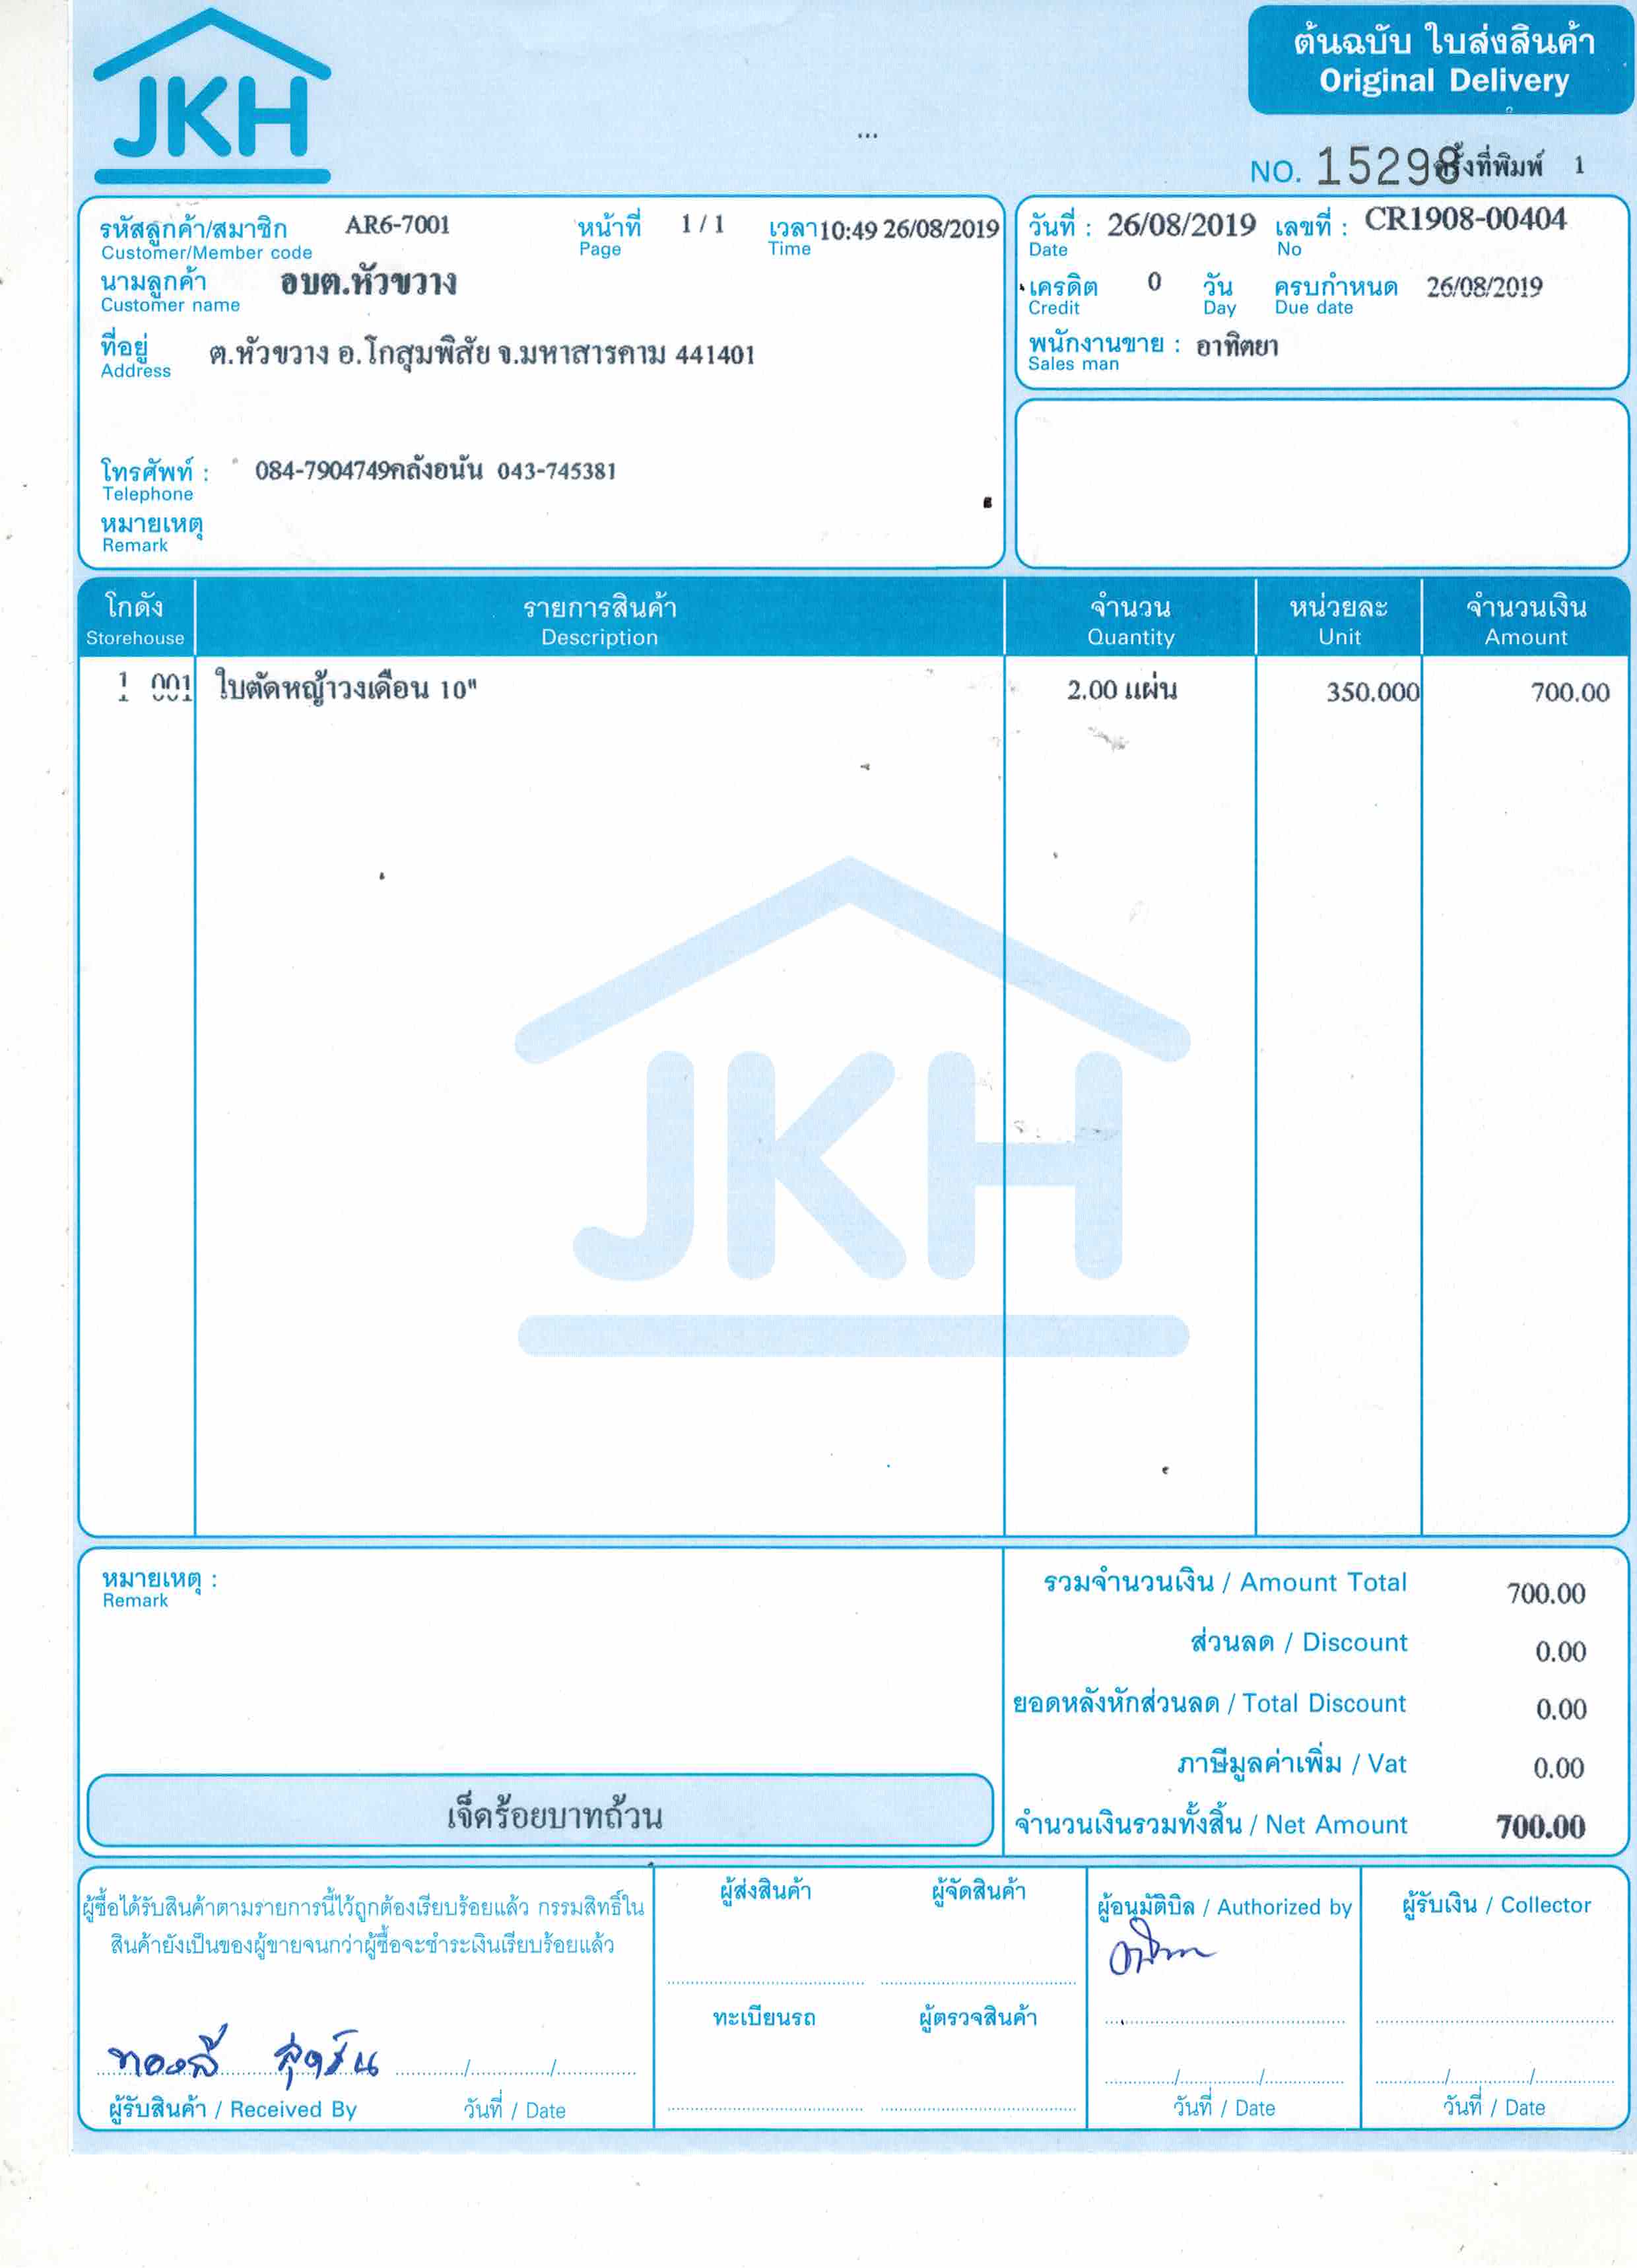 JKH
ต้นฉบับ ใบส่งสินค้า
Original Delivery
...
NO. 15298 ครั้งที่พิมพ์ 1
รหัสลูกค้า/สมาชิก AR6-7001 หน้าที่ 1 / 1 เวลา 10:49 26/08/2019
Customer/Member code Page Time
นามลูกค้า อบต.หัวขวาง
Customer name
ที่อยู่ ต.หัวขวาง อ.โกสุมพิสัย จ.มหาสารคาม 441401
Address
โทรศัพท์ : 084-7904749คลังอนัน 043-745381
Telephone
หมายเหตุ
Remark
วันที่ : 26/08/2019 เลขที่ : CR1908-00404
Date No
เครดิต 0 วัน ครบกำหนด 26/08/2019
Credit Day Due date
พนักงานขาย : อาทิตยา
Sales man
โกดัง รายการสินค้า จำนวน หน่วยละ จำนวนเงิน
Storehouse Description Quantity Unit Amount
1 001 ใบตัดหญ้าวงเดือน 10" 2.00 แผ่น 350.000 700.00
JKH
หมายเหตุ :
Remark
รวมจำนวนเงิน / Amount Total 700.00
ส่วนลด / Discount 0.00
ยอดหลังหักส่วนลด / Total Discount 0.00
ภาษีมูลค่าเพิ่ม / Vat 0.00
เจ็ดร้อยบาทถ้วน
จำนวนเงินรวมทั้งสิ้น / Net Amount 700.00
ผู้ซื้อได้รับสินค้าตามรายการนี้ไว้ถูกต้องเรียบร้อยแล้ว กรรมสิทธิ์ใน
สินค้ายังเป็นของผู้ขายจนกว่าผู้ซื้อจะชำระเงินเรียบร้อยแล้ว
ทองลี
ผู้รับสินค้า / Received By วันที่ / Date
ผู้ส่งสินค้า ผู้จัดสินค้า
ทะเบียนรถ ผู้ตรวจสินค้า
ผู้อนุมัติบิล / Authorized by
วันที่ / Date
ผู้รับเงิน / Collector
วันที่ / Date